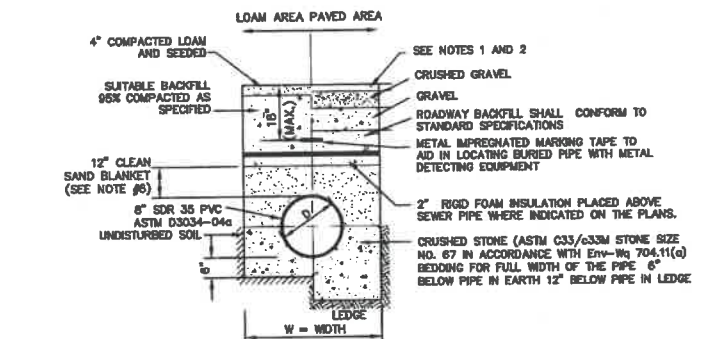 LOAM AREA PAVED AREA
4" COMPACTED LOAM
AND SEEDED
SUITABLE BACKFILL
95% COMPACTED AS
SPECIFIED
12" CLEAN
SAND BLANKET
(SEE NOTE #6)
8" SDR 35 PVC
ASTM D3034-04a
UNDISTURBED SOIL
6"
18"
(MAX.)
D
SEE NOTES 1 AND 2
CRUSHED GRAVEL
GRAVEL
ROADWAY BACKFILL SHALL CONFORM TO
STANDARD SPECIFICATIONS
METAL IMPREGNATED MARKING TAPE TO
AID IN LOCATING BURIED PIPE WITH METAL
DETECTING EQUIPMENT
2" RIGID FOAM INSULATION PLACED ABOVE
SEWER PIPE WHERE INDICATED ON THE PLANS.
CRUSHED STONE (ASTM C33/c33M STONE SIZE
NO. 67 IN ACCORDANCE WITH Env-Wq 704.11(a)
BEDDING FOR FULL WIDTH OF THE PIPE 6"
BELOW PIPE IN EARTH 12" BELOW PIPE IN LEDGE
LEDGE
W = WIDTH